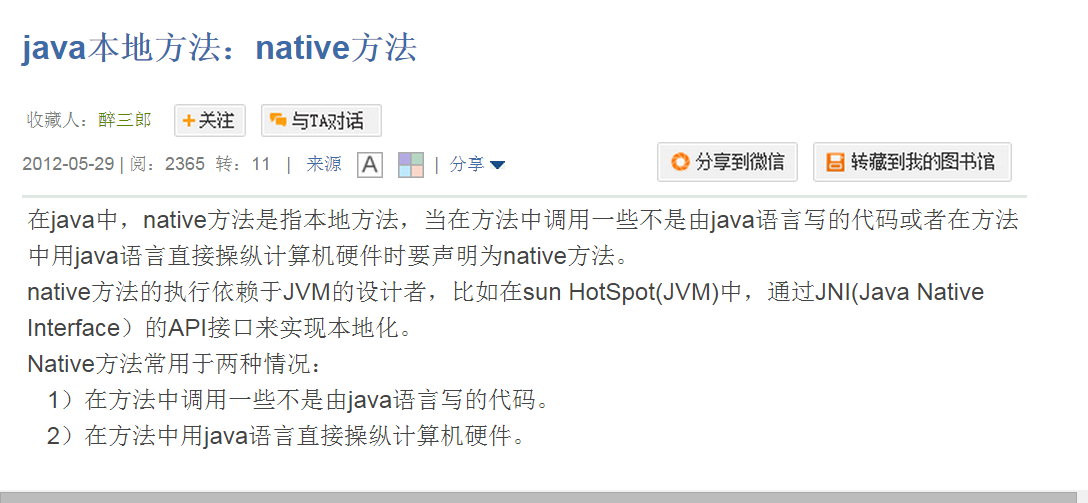 java本地方法：native方法
收藏人：醉三郎 +关注 与TA对话
2012-05-29 | 阅：2365 转：11 | 来源 A | 分享 分享到微信 转藏到我的图书馆
在java中，native方法是指本地方法，当在方法中调用一些不是由java语言写的代码或者在方法
中用java语言直接操纵计算机硬件时要声明为native方法。
native方法的执行依赖于JVM的设计者，比如在sun HotSpot(JVM)中，通过JNI(Java Native
Interface）的API接口来实现本地化。
Native方法常用于两种情况：
1）在方法中调用一些不是由java语言写的代码。
2）在方法中用java语言直接操纵计算机硬件。